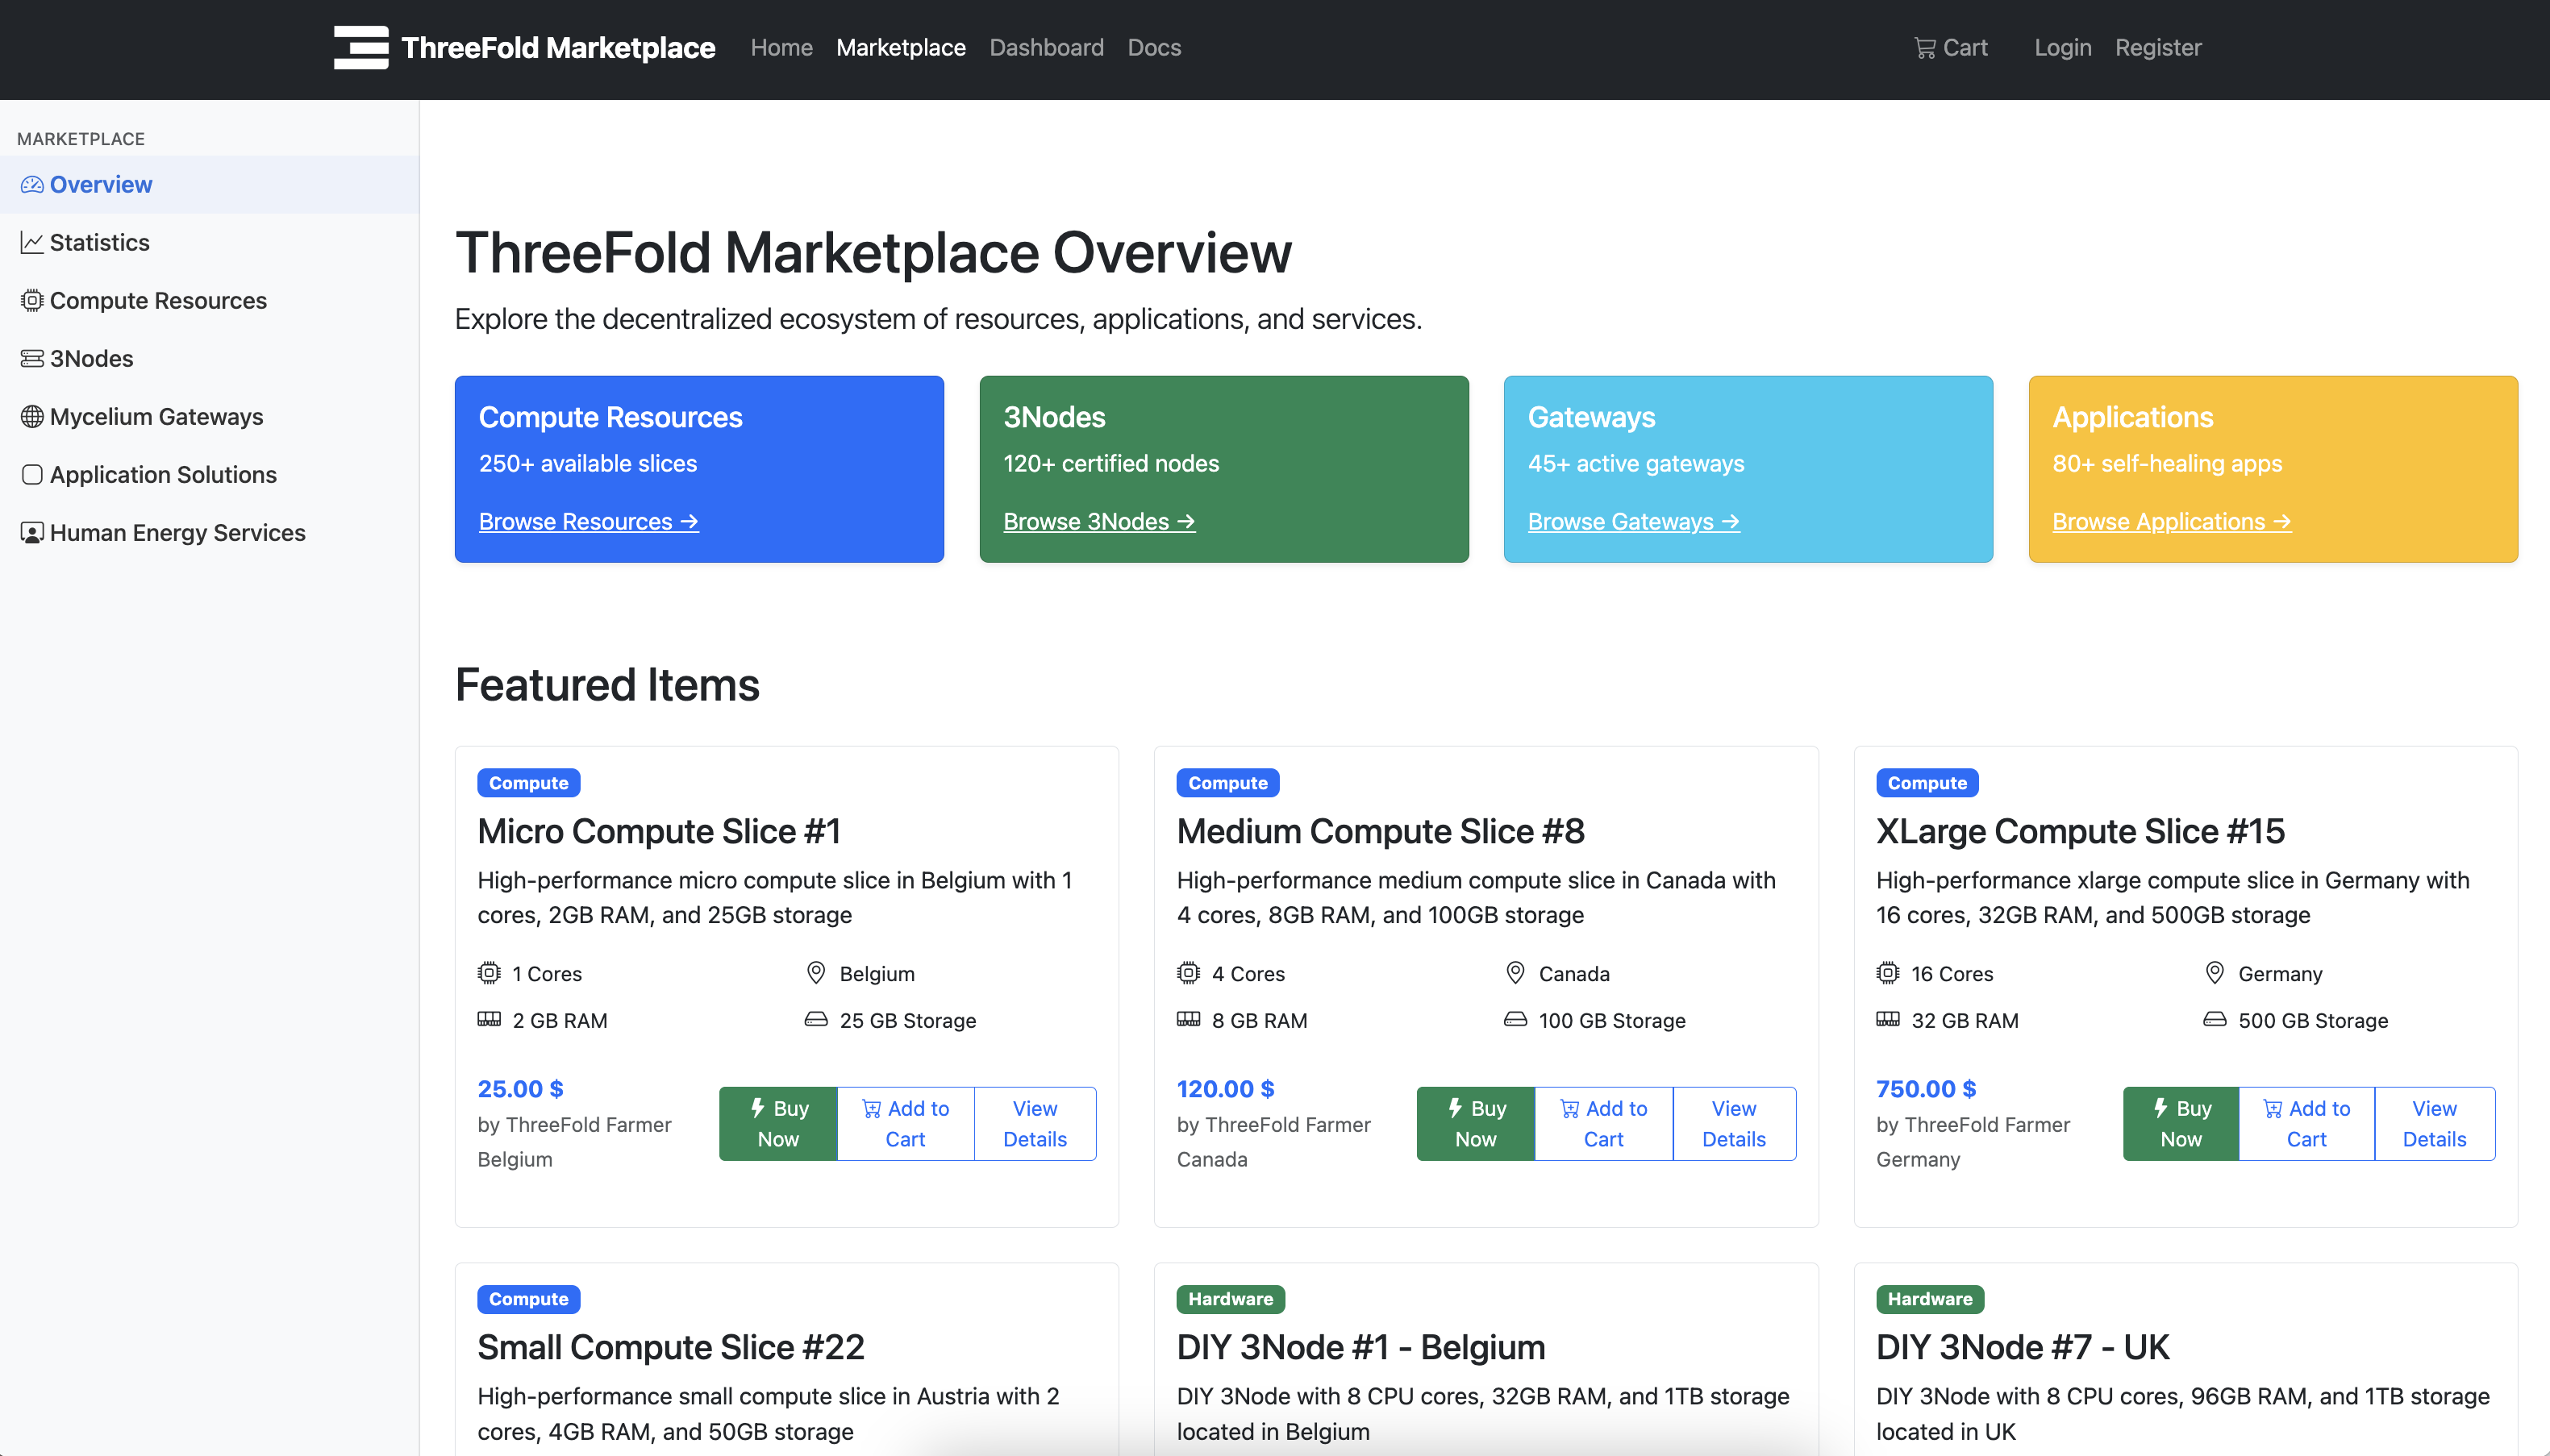 ThreeFold Marketplace Home Marketplace Dashboard Docs Cart Login Register
MARKETPLACE
Overview
Statistics
Compute Resources
3Nodes
Mycelium Gateways
Application Solutions
Human Energy Services
ThreeFold Marketplace Overview
Explore the decentralized ecosystem of resources, applications, and services.
Compute Resources
250+ available slices
Browse Resources →
3Nodes
120+ certified nodes
Browse 3Nodes →
Gateways
45+ active gateways
Browse Gateways →
Applications
80+ self-healing apps
Browse Applications →
Featured Items
Compute
Micro Compute Slice #1
High-performance micro compute slice in Belgium with 1
cores, 2GB RAM, and 25GB storage
1 Cores
Belgium
2 GB RAM
25 GB Storage
25.00 $
by ThreeFold Farmer
Belgium
Buy
Now
Add to
Cart
View
Details
Compute
Medium Compute Slice #8
High-performance medium compute slice in Canada with
4 cores, 8GB RAM, and 100GB storage
4 Cores
Canada
8 GB RAM
100 GB Storage
120.00 $
by ThreeFold Farmer
Canada
Buy
Now
Add to
Cart
View
Details
Compute
XLarge Compute Slice #15
High-performance xlarge compute slice in Germany with
16 cores, 32GB RAM, and 500GB storage
16 Cores
Germany
32 GB RAM
500 GB Storage
750.00 $
by ThreeFold Farmer
Germany
Buy
Now
Add to
Cart
View
Details
Compute
Small Compute Slice #22
High-performance small compute slice in Austria with 2
cores, 4GB RAM, and 50GB storage
Hardware
DIY 3Node #1 - Belgium
DIY 3Node with 8 CPU cores, 32GB RAM, and 1TB storage
located in Belgium
Hardware
DIY 3Node #7 - UK
DIY 3Node with 8 CPU cores, 96GB RAM, and 1TB storage
located in UK